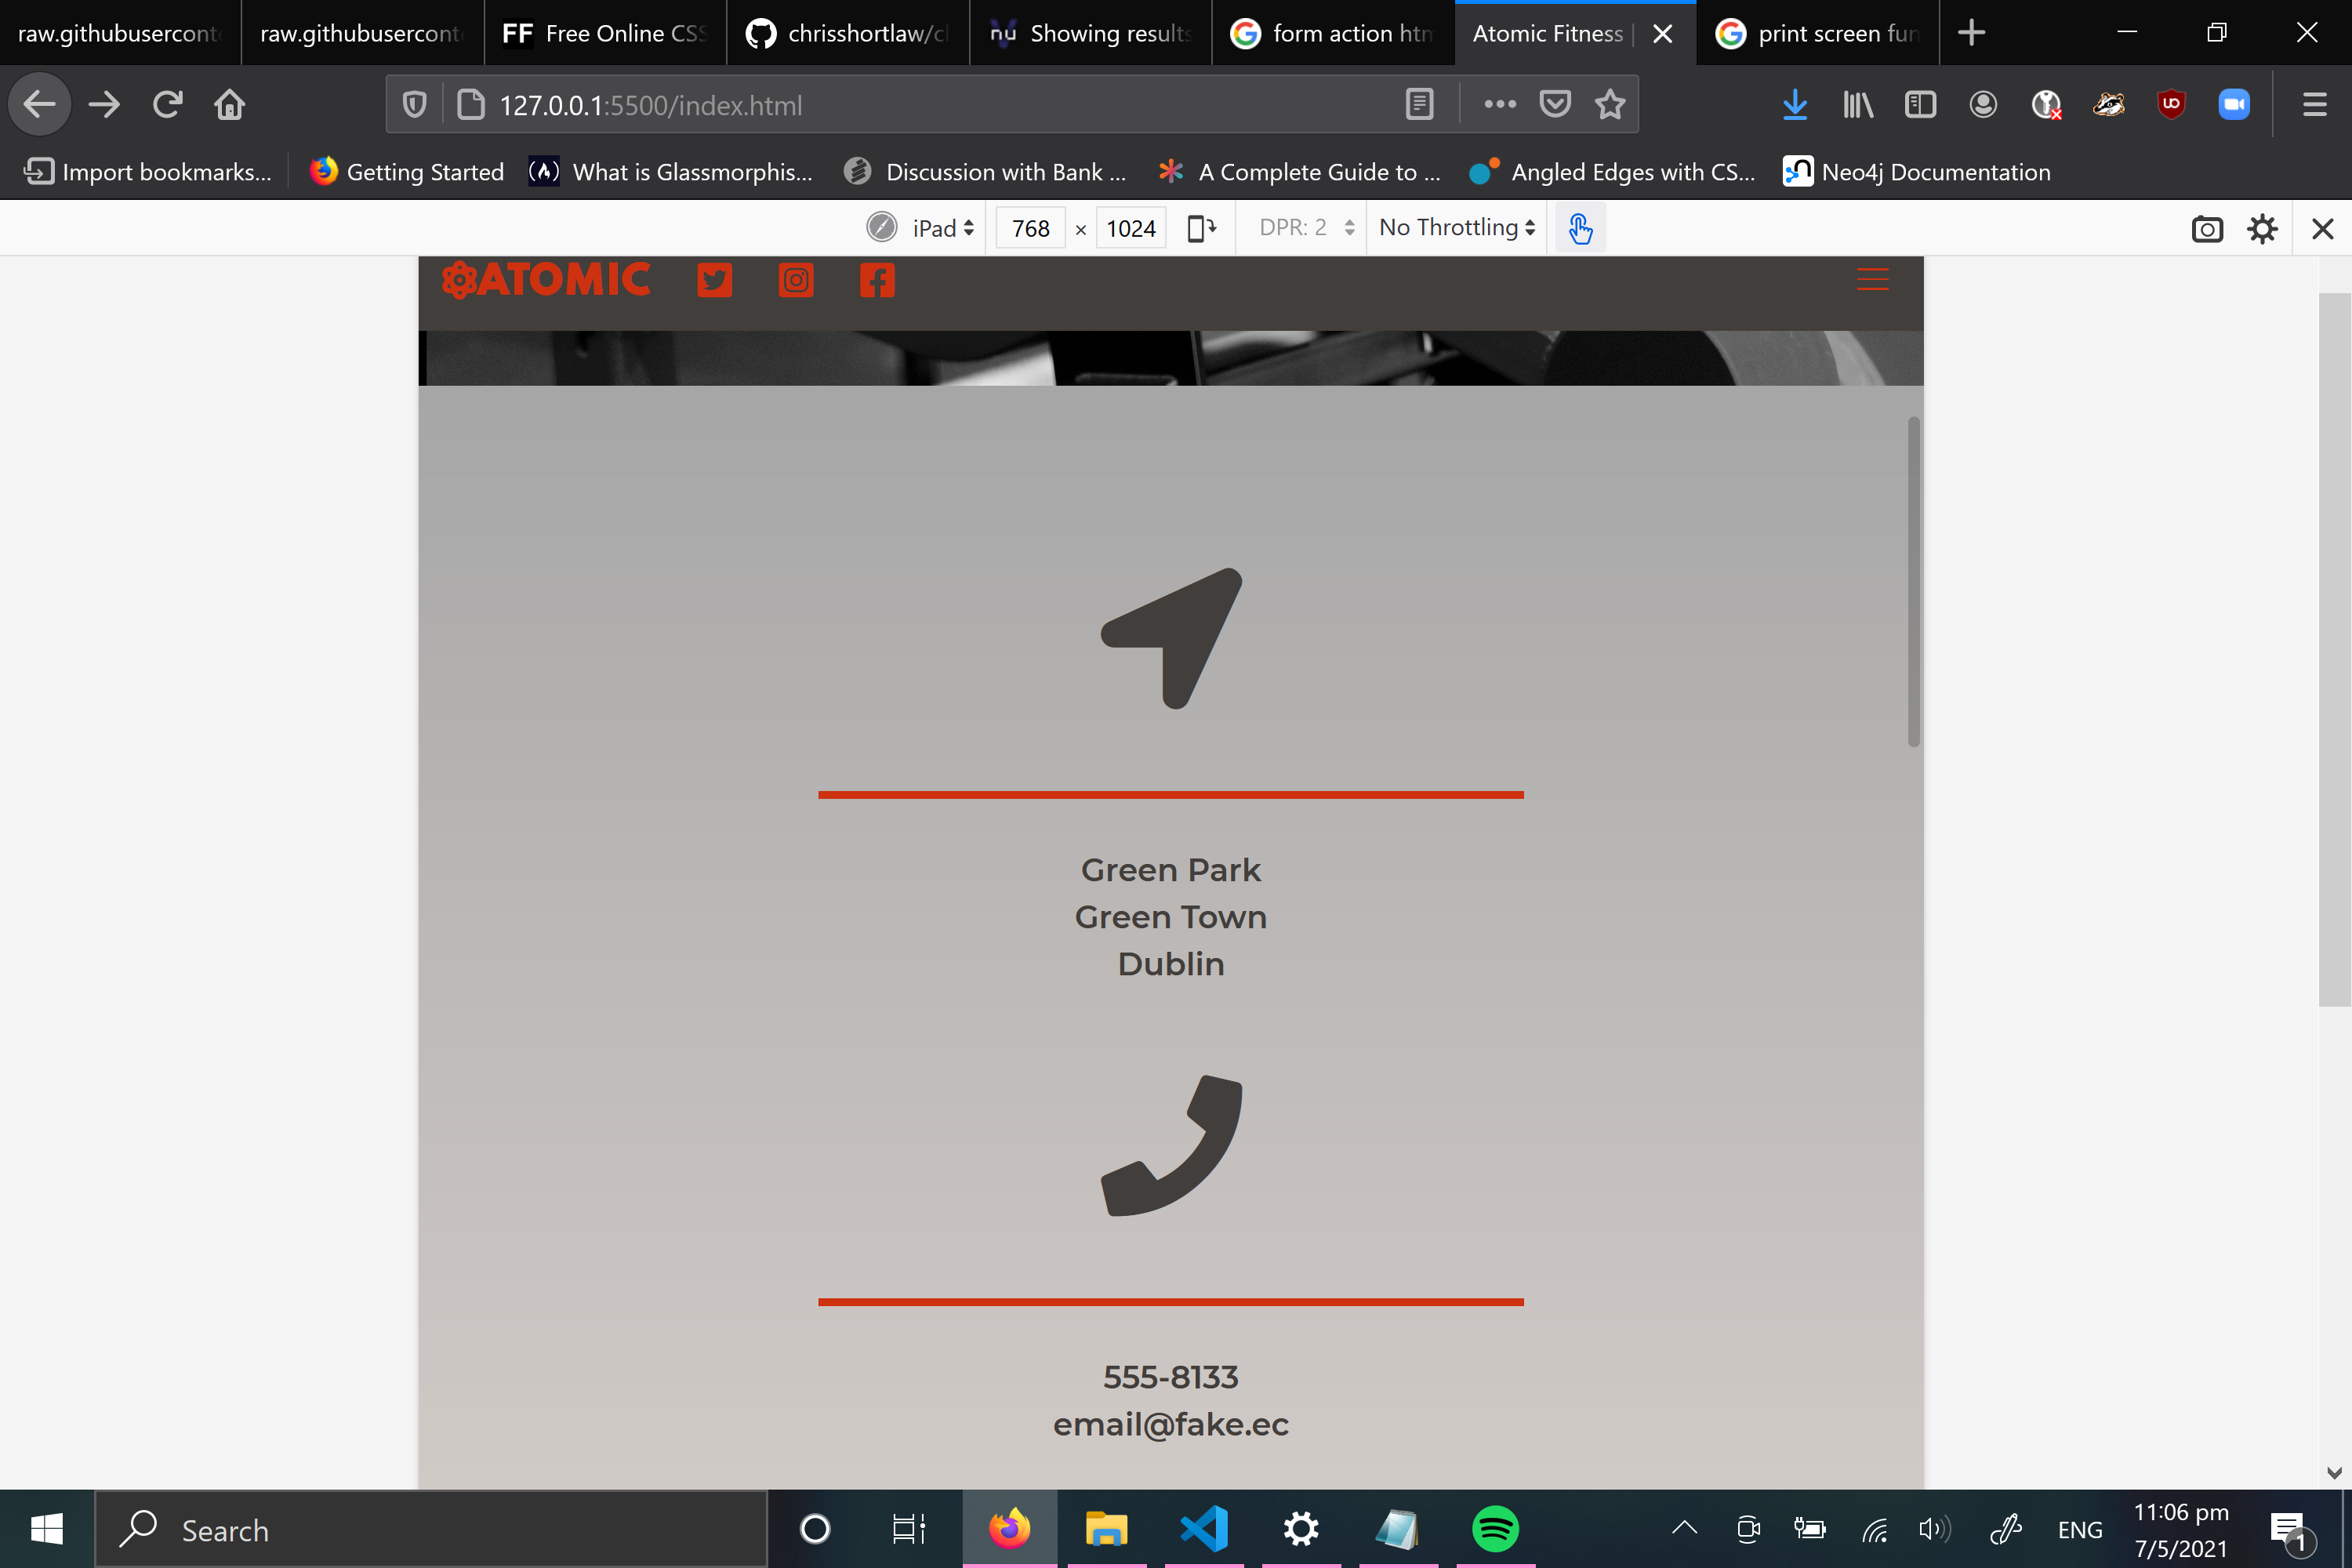 raw.githubuserconte
raw.githubuserconte
FF Free Online CSS
chrisshortlaw/c
nu Showing results
form action htm
Atomic Fitness |
print screen fun
127.0.0.1:5500/index.html
Import bookmarks...
Getting Started
What is Glassmorphis...
Discussion with Bank ...
A Complete Guide to ...
Angled Edges with CS...
Neo4j Documentation
iPad
768 × 1024
DPR: 2
No Throttling
ATOMIC
Green Park
Green Town
Dublin
555-8133
email@fake.ec
Search
ENG
11:06 pm
7/5/2021
1